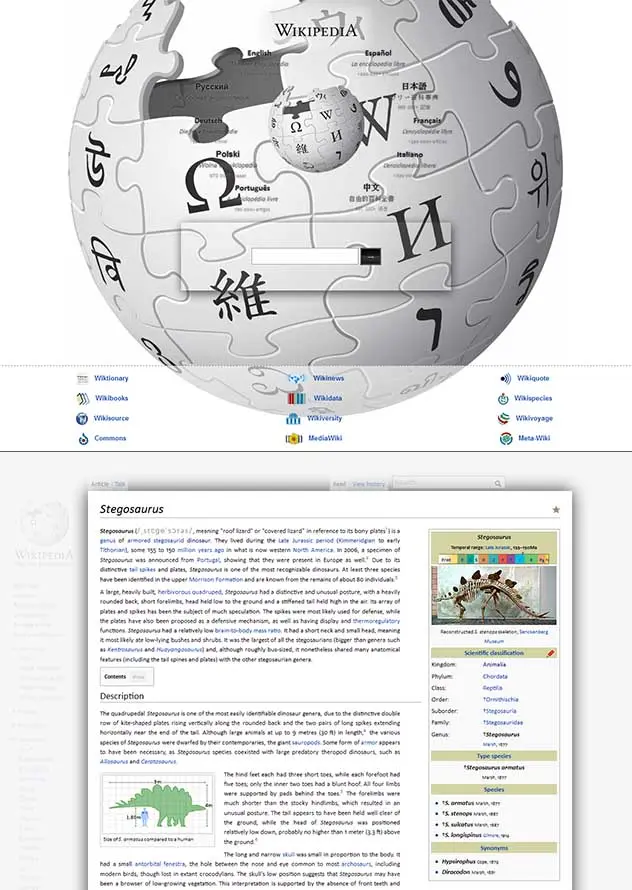 WIKIPEDIA
English
Español
La enciclopedia libre
Русский
日本語
Deutsch
Français
L'encyclopédie libre
Polski
Wolna encyklopedia
Italiano
L'enciclopedia libera
Português
A enciclopédia livre
中文
自由的百科全書
Ω
W
И
維
위
7
Wiktionary
Wikinews
Wikiquote
Wikibooks
Wikidata
Wikispecies
Wikisource
Wikiversity
Wikivoyage
Commons
MediaWiki
Meta-Wiki
Article Talk
Read View history
Search
WIKIPEDIA
Stegosaurus
Stegosaurus (/ˌstɛɡəˈsɔrəs/, meaning "roof lizard" or "covered lizard" in reference to its bony plates¹) is a
genus of armored stegosaurid dinosaur. They lived during the Late Jurassic period (Kimmeridgian to early
Tithonian), some 155 to 150 million years ago in what is now western North America. In 2006, a specimen of
Stegosaurus was announced from Portugal, showing that they were present in Europe as well. Due to its
distinctive tail spikes and plates, Stegosaurus is one of the most recognizable dinosaurs. At least three species
have been identified in the upper Morrison Formation and are known from the remains of about 80 individuals.
A large, heavily built, herbivorous quadruped, Stegosaurus had a distinctive and unusual posture, with a heavily
rounded back, short forelimbs, head held low to the ground and a stiffened tail held high in the air. Its array of
plates and spikes has been the subject of much speculation. The spikes were most likely used for defense, while
the plates have also been proposed as a defensive mechanism, as well as having display and thermoregulatory
functions. Stegosaurus had a relatively low brain-to-body mass ratio. It had a short neck and small head, meaning
it most likely ate low-lying bushes and shrubs. It was the largest of all the stegosaurians (bigger than genera such
as Kentrosaurus and Huayangosaurus) and, although roughly bus-sized, it nonetheless shared many anatomical
features (including the tail spines and plates) with the other stegosaurian genera.
Contents
Description
The quadrupedal Stegosaurus is one of the most easily identifiable dinosaur genera, due to the distinctive double
row of kite-shaped plates rising vertically along the rounded back and the two pairs of long spikes extending
horizontally near the end of the tail. Although large animals at up to 9 metres (30 ft) in length, the various
species of Stegosaurus were dwarfed by their contemporaries, the giant sauropods. Some form of armor appears
to have been necessary, as Stegosaurus species coexisted with large predatory theropod dinosaurs, such as
Allosaurus and Ceratosaurus.
9m
4m
1.8m
Size of S. armatus compared to a human
The hind feet each had three short toes, while each forefoot had
five toes; only the inner two toes had a blunt hoof. All four limbs
were supported by pads behind the toes. The forelimbs were
much shorter than the stocky hindlimbs, which resulted in an
unusual posture. The tail appears to have been held well clear of
the ground, while the head of Stegosaurus was positioned
relatively low down, probably no higher than 1 meter (3.3 ft) above
the ground.
The long and narrow skull was small in proportion to the body. It
had a small antorbital fenestra, the hole between the nose and eye common to most archosaurs, including
modern birds, though lost in extant crocodylians. The skull's low position suggests that Stegosaurus may have
been a browser of low-growing vegetation. This interpretation is supported by the absence of front teeth and
Stegosaurus
Temporal range: Late Jurassic, 155–150Ma
Reconstructed S. stenops skeleton, Senckenberg
Museum
Scientific classification
Kingdom: Animalia
Phylum: Chordata
Class: Reptilia
Order: †Ornithischia
Suborder: †Stegosauria
Family: †Stegosauridae
Genus: †Stegosaurus
Marsh, 1877
Type species
†Stegosaurus armatus
Marsh, 1877
Species
†S. armatus Marsh, 1877
†S. stenops Marsh, 1887
†S. sulcatus Marsh, 1887
†S. longispinus Gilmore, 1914
Synonyms
Hypsirophus Cope, 1879
Diracodon Marsh, 1881